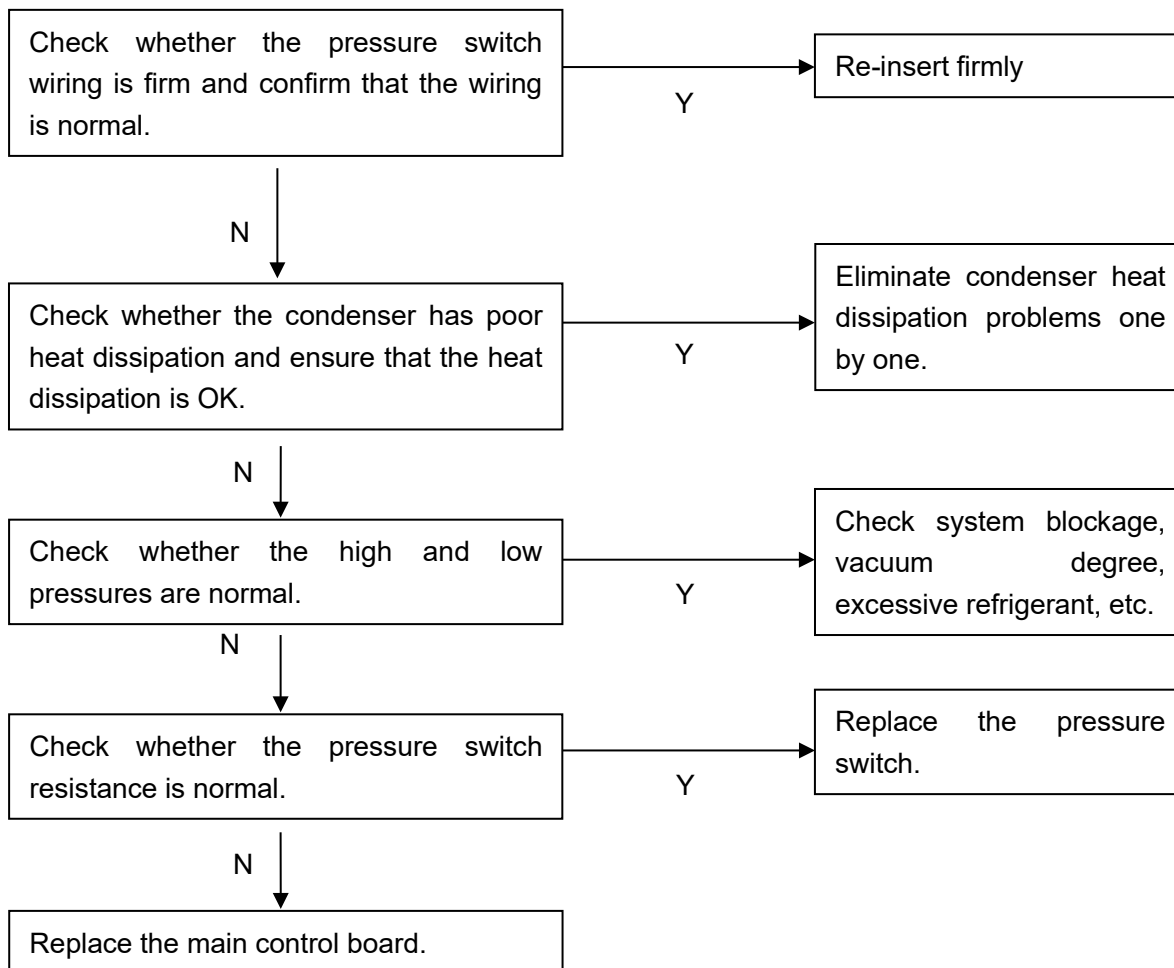 Check whether the pressure switch
wiring is firm and confirm that the wiring
is normal.
Re-insert firmly
Y
N
Check whether the condenser has poor
heat dissipation and ensure that the heat
dissipation is OK.
Eliminate condenser heat
dissipation problems one
by one.
Y
N
Check whether the high and low
pressures are normal.
Check system blockage,
vacuum degree,
excessive refrigerant, etc.
Y
N
Check whether the pressure switch
resistance is normal.
Replace the pressure
switch.
Y
N
Replace the main control board.